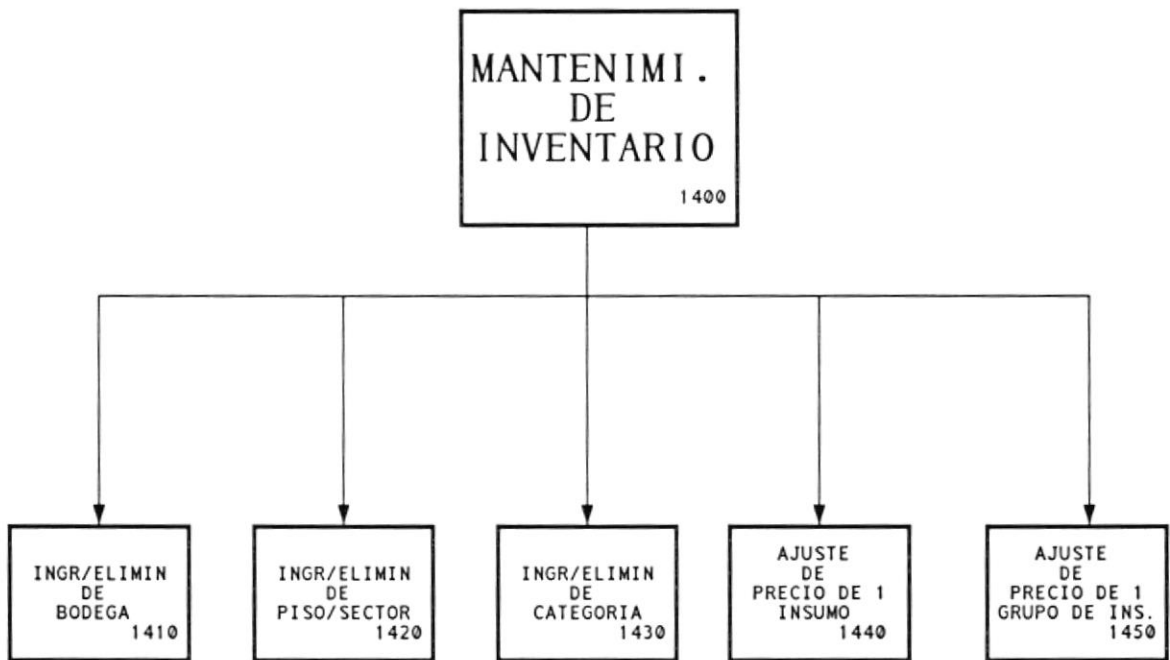 MANTENIMI.
DE
INVENTARIO
1400
INGR/ELIMIN
DE
BODEGA
1410
INGR/ELIMIN
DE
PISO/SECTOR
1420
INGR/ELIMIN
DE
CATEGORIA
1430
AJUSTE
DE
PRECIO DE 1
INSUMO
1440
AJUSTE
DE
PRECIO DE 1
GRUPO DE INS.
1450